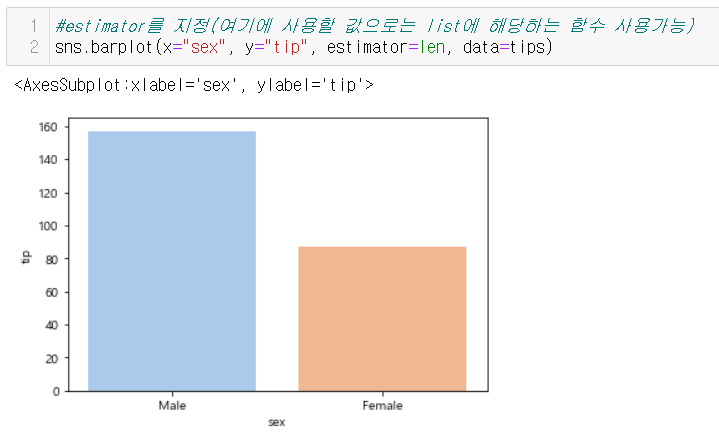 1 #estimator를 지정(여기에 사용할 값으로는 list에 해당하는 함수 사용가능)
2 sns.barplot(x="sex", y="tip", estimator=len, data=tips)
<AxesSubplot:xlabel='sex', ylabel='tip'>
160
140
120
100
80
60
40
20
0
tip
Male Female
sex